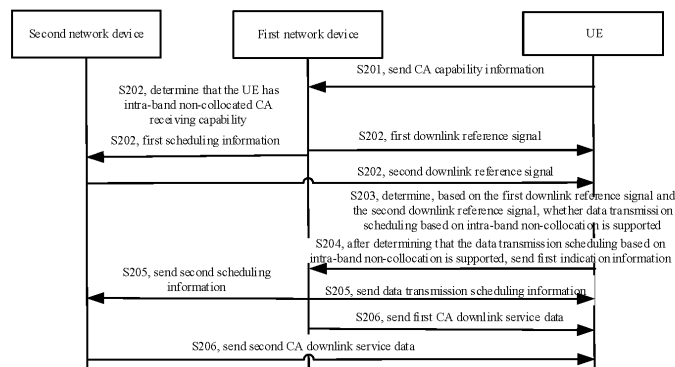 Second network device
First network device
UE
S201, send CA capability information
S202, determine that the UE has
intra-band non-collocated CA
receiving capability
S202, first scheduling information
S202, first downlink reference signal
S202, second downlink reference signal
S203, determine, based on the first downlink reference signal and
the second downlink reference signal, whether data transmission
scheduling based on intra-band non-collocation is supported
S204, after determining that the data transmission scheduling based on
intra-band non-collocation is supported, send first indication information
S205, send second scheduling
information
S205, send data transmission scheduling information
S206, send first CA downlink service data
S206, send second CA downlink service data